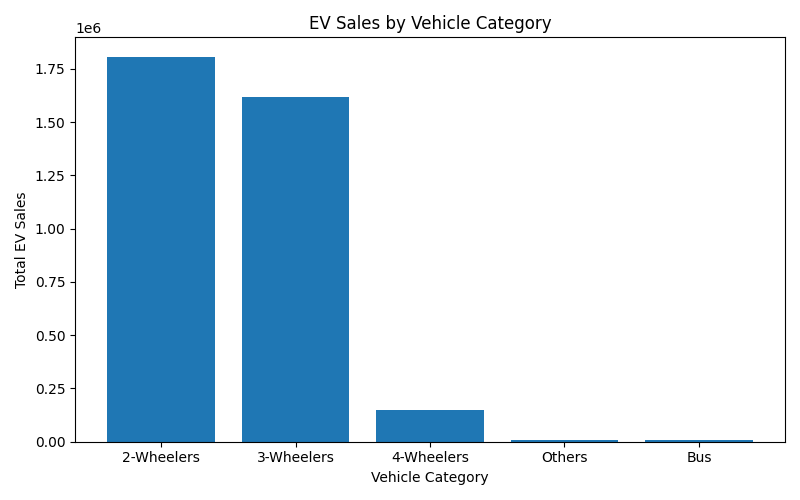 EV Sales by Vehicle Category
1e6
1.75
1.50
1.25
1.00
0.75
0.50
0.25
0.00
Total EV Sales
2-Wheelers
3-Wheelers
4-Wheelers
Others
Bus
Vehicle Category